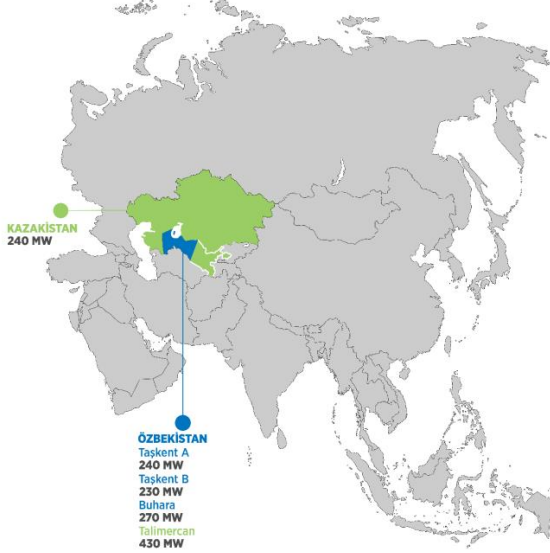 KAZAKİSTAN
240 MW
ÖZBEKİSTAN
Taşkent A
240 MW
Taşkent B
230 MW
Buhara
270 MW
Talimercan
430 MW